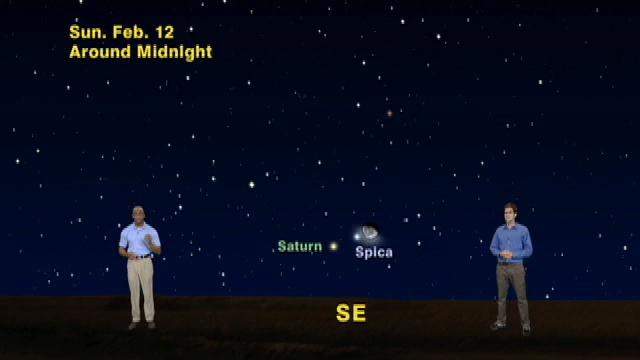 Sun. Feb. 12
Around Midnight
Saturn
Spica
SE